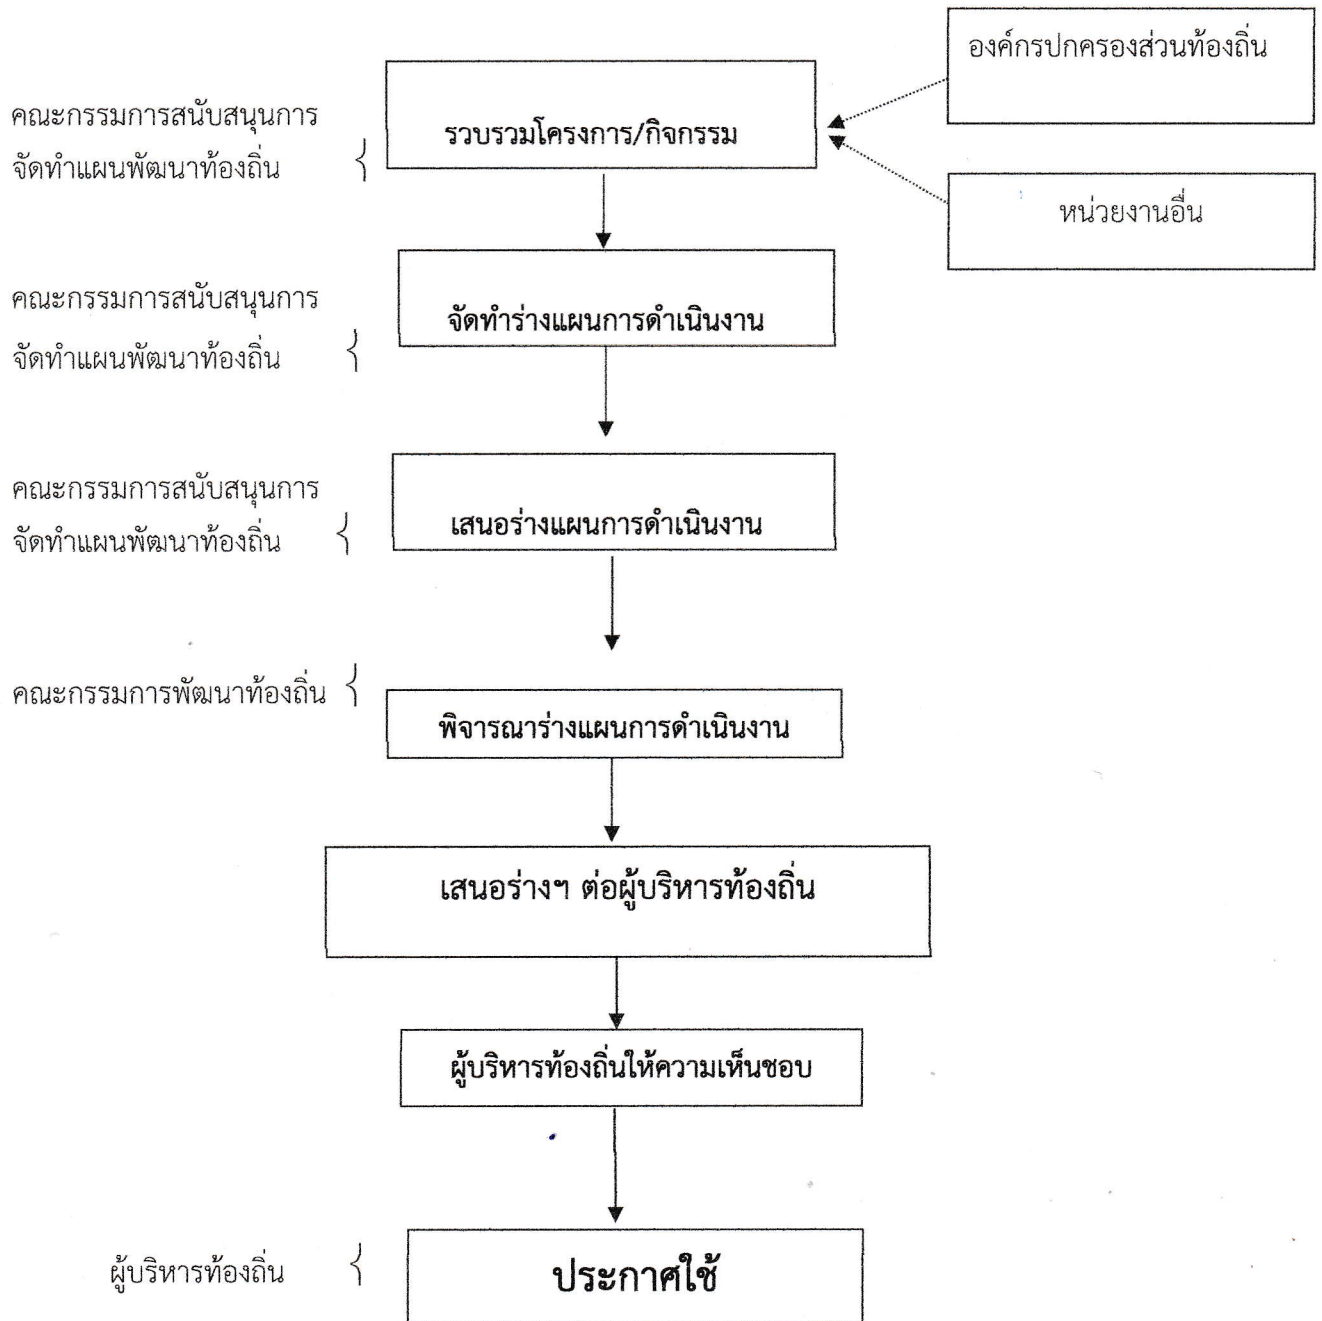 องค์กรปกครองส่วนท้องถิ่น
คณะกรรมการสนับสนุนการ
จัดทำแผนพัฒนาท้องถิ่น
รวบรวมโครงการ/กิจกรรม
หน่วยงานอื่น
คณะกรรมการสนับสนุนการ
จัดทำแผนพัฒนาท้องถิ่น
จัดทำร่างแผนการดำเนินงาน
คณะกรรมการสนับสนุนการ
จัดทำแผนพัฒนาท้องถิ่น
เสนอร่างแผนการดำเนินงาน
คณะกรรมการพัฒนาท้องถิ่น
พิจารณาร่างแผนการดำเนินงาน
เสนอร่างฯ ต่อผู้บริหารท้องถิ่น
ผู้บริหารท้องถิ่นให้ความเห็นชอบ
ผู้บริหารท้องถิ่น
ประกาศใช้